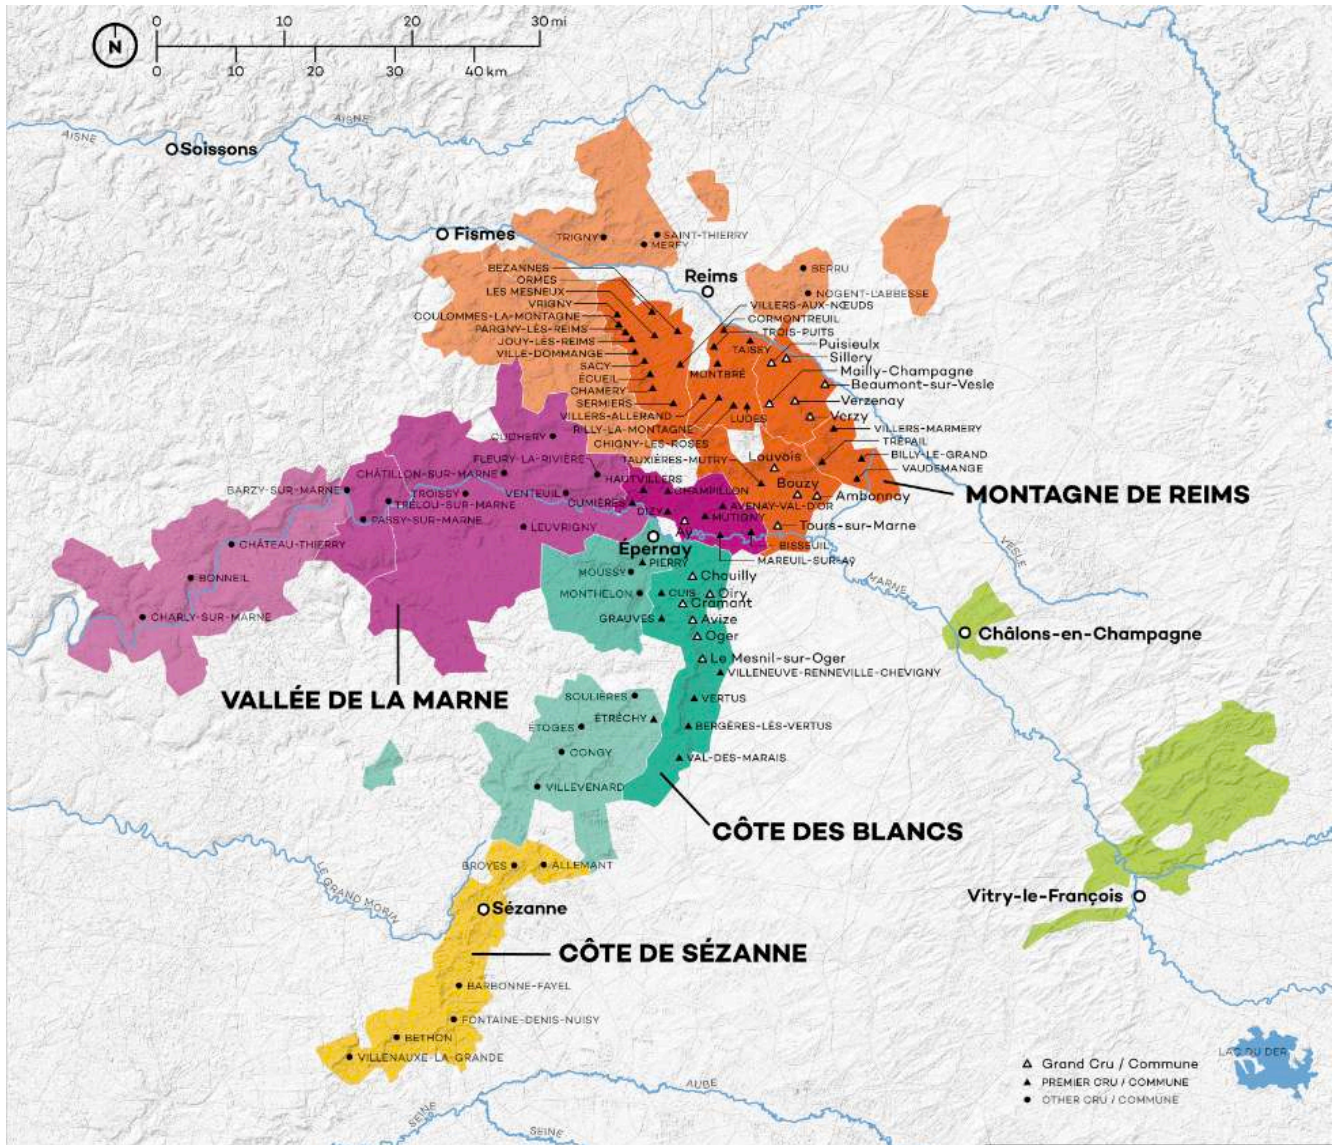 0 10 20 30 mi
N
0 10 20 30 40 km
AISNE
AISNE
Soissons
Fismes
TRIGNY
SAINT-THIERRY
MERFY
Reims
BERRU
NOGENT-L'ABBESSE
BEZANNES
ORMES
LES MESNEUX
VRIGNY
COULOMMES-LA-MONTAGNE
PARGNY-LÈS-REIMS
JOUY-LÈS-REIMS
VILLE-DOMMANGE
SACY
ÉCUEIL
CHAMERY
SERMIERS
VILLERS-ALLERAND
RILLY-LA-MONTAGNE
CHIGNY-LES-ROSES
TAUXIÈRES-MUTRY
VILLERS-AUX-NŒUDS
CORMONTREUIL
TROIS-PUITS
TAISSY
MONTBRÉ
LUDES
Puisieulx
Sillery
Mailly-Champagne
Beaumont-sur-Vesle
Verzenay
Verzy
VILLERS-MARMERY
TRÉPAIL
BILLY-LE-GRAND
VAUDEMANGE
Louvois
Bouzy
Ambonnay
MONTAGNE DE REIMS
Tours-sur-Marne
CUCHERY
FLEURY-LA-RIVIÈRE
CHÂTILLON-SUR-MARNE
HAUTVILLERS
BARZY-SUR-MARNE
TROISSY
VENTEUIL
CUMIÈRES
CHAMPILLON
TRÉLOU-SUR-MARNE
AVENAY-VAL-D'OR
DIZY
MUTIGNY
PASSY-SUR-MARNE
LEUVRIGNY
Aÿ
BISSEUIL
MAREUIL-SUR-Aÿ
CHÂTEAU-THIERRY
BONNEIL
CHARLY-SUR-MARNE
VALLÉE DE LA MARNE
Épernay
PIERRY
MOUSSY
Chouilly
MONTHELON
CUIS
Oiry
Cramant
GRAUVES
Avize
Oger
Le Mesnil-sur-Oger
VILLENEUVE-RENNEVILLE-CHEVIGNY
MARNE
VESLE
Châlons-en-Champagne
SOULIÈRES
VERTUS
ÉTRÉCHY
ETOGES
BERGÈRES-LÈS-VERTUS
CONGY
VAL-DES-MARAIS
VILLEVENARD
CÔTE DES BLANCS
BROYES
ALLEMANT
LE GRAND MORIN
Sézanne
CÔTE DE SÉZANNE
Vitry-le-François
BARBONNE-FAYEL
FONTAINE-DENIS-NUISY
BETHON
VILLENAUXE-LA-GRANDE
AUBE
SEINE
SEINE
LAC DU DER
Grand Cru / Commune
PREMIER CRU / COMMUNE
OTHER CRU / COMMUNE